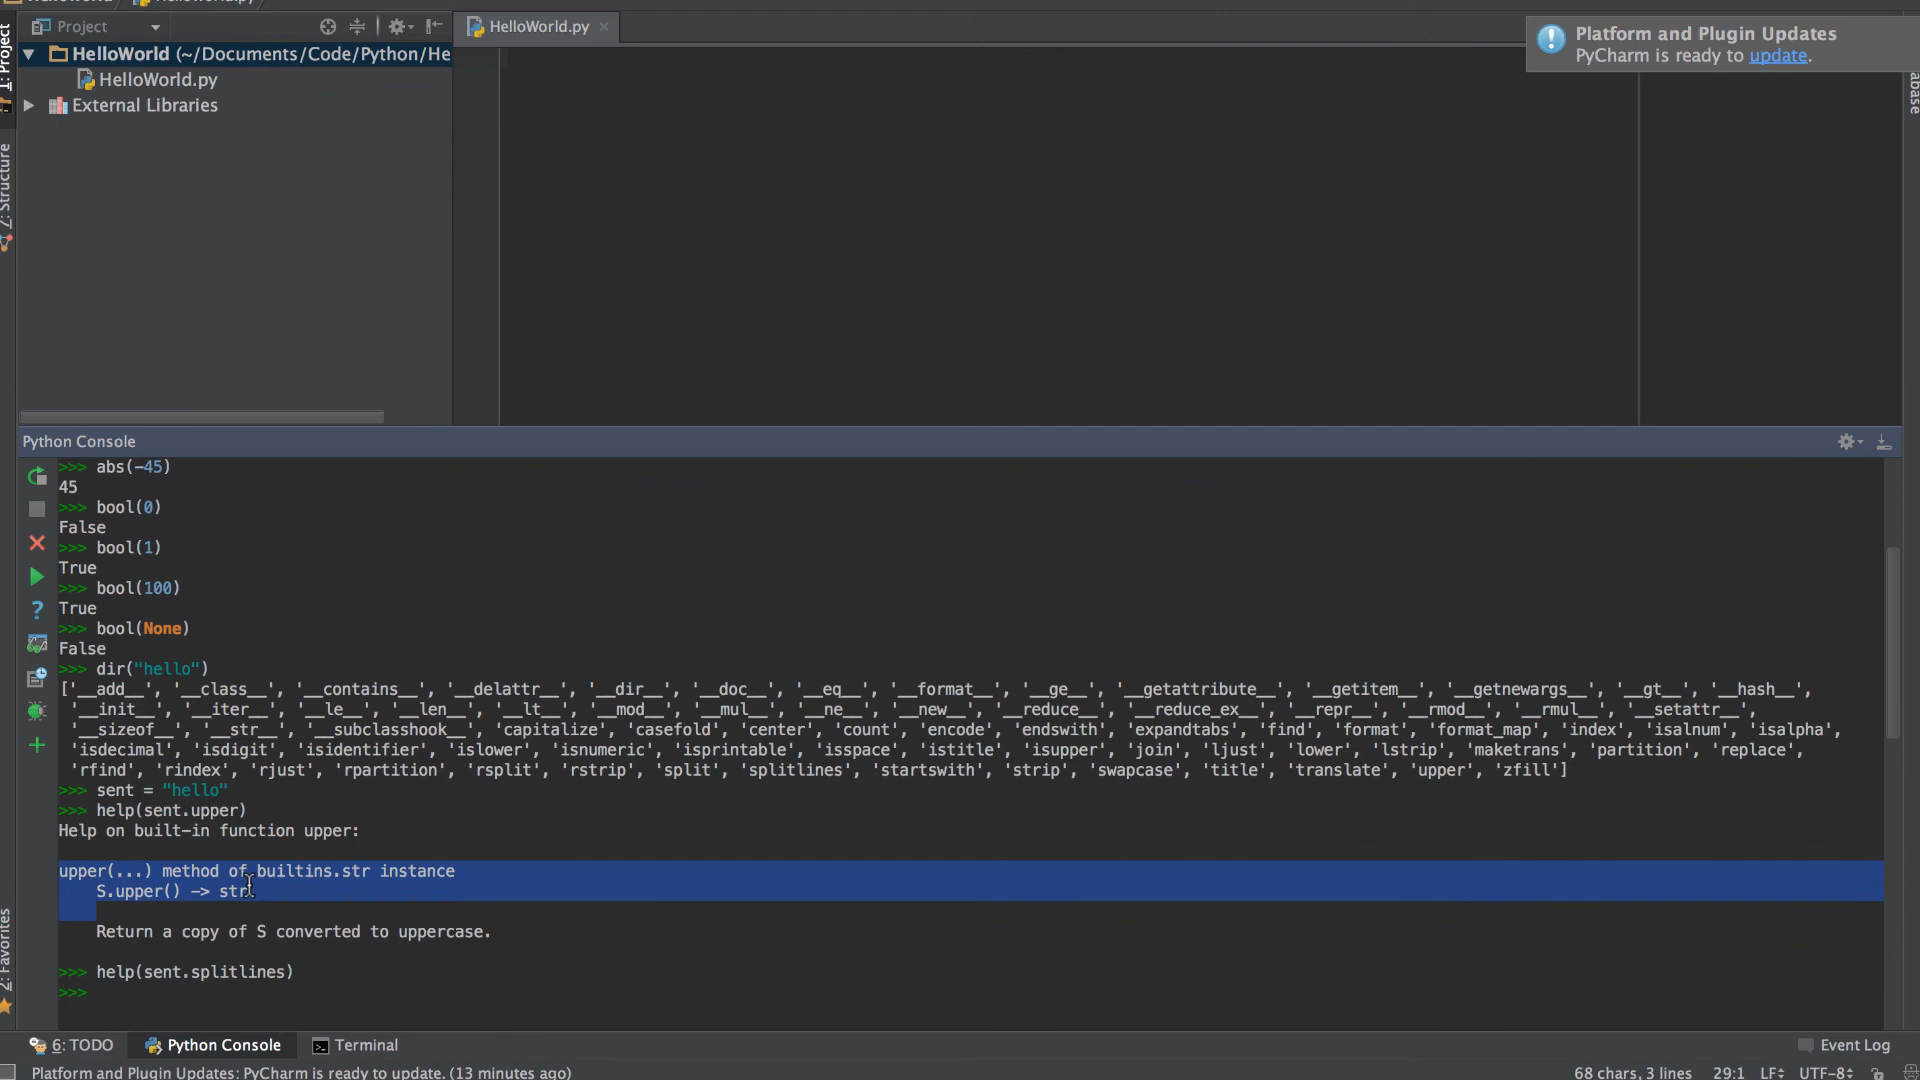 HelloWorld HelloWorld.py
Project
HelloWorld.py
HelloWorld (~/Documents/Code/Python/He
HelloWorld.py
External Libraries
Platform and Plugin Updates
PyCharm is ready to update.
1: Project
Z: Structure
2: Favorites
abase
Python Console
>>> abs(-45)
45
>>> bool(0)
False
>>> bool(1)
True
>>> bool(100)
True
>>> bool(None)
False
>>> dir("hello")
['__add__', '__class__', '__contains__', '__delattr__', '__dir__', '__doc__', '__eq__', '__format__', '__ge__', '__getattribute__', '__getitem__', '__getnewargs__', '__gt__', '__hash__',
'__init__', '__iter__', '__le__', '__len__', '__lt__', '__mod__', '__mul__', '__ne__', '__new__', '__reduce__', '__reduce_ex__', '__repr__', '__rmod__', '__rmul__', '__setattr__',
'__sizeof__', '__str__', '__subclasshook__', 'capitalize', 'casefold', 'center', 'count', 'encode', 'endswith', 'expandtabs', 'find', 'format', 'format_map', 'index', 'isalnum', 'isalpha',
'isdecimal', 'isdigit', 'isidentifier', 'islower', 'isnumeric', 'isprintable', 'isspace', 'istitle', 'isupper', 'join', 'ljust', 'lower', 'lstrip', 'maketrans', 'partition', 'replace',
'rfind', 'rindex', 'rjust', 'rpartition', 'rsplit', 'rstrip', 'split', 'splitlines', 'startswith', 'strip', 'swapcase', 'title', 'translate', 'upper', 'zfill']
>>> sent = "hello"
>>> help(sent.upper)
Help on built-in function upper:
upper(...) method of builtins.str instance
S.upper() -> str
Return a copy of S converted to uppercase.
>>> help(sent.splitlines)
>>>
6: TODO Python Console Terminal Event Log
Platform and Plugin Updates: PyCharm is ready to update. (13 minutes ago) 68 chars, 3 lines 29:1 LF UTF-8